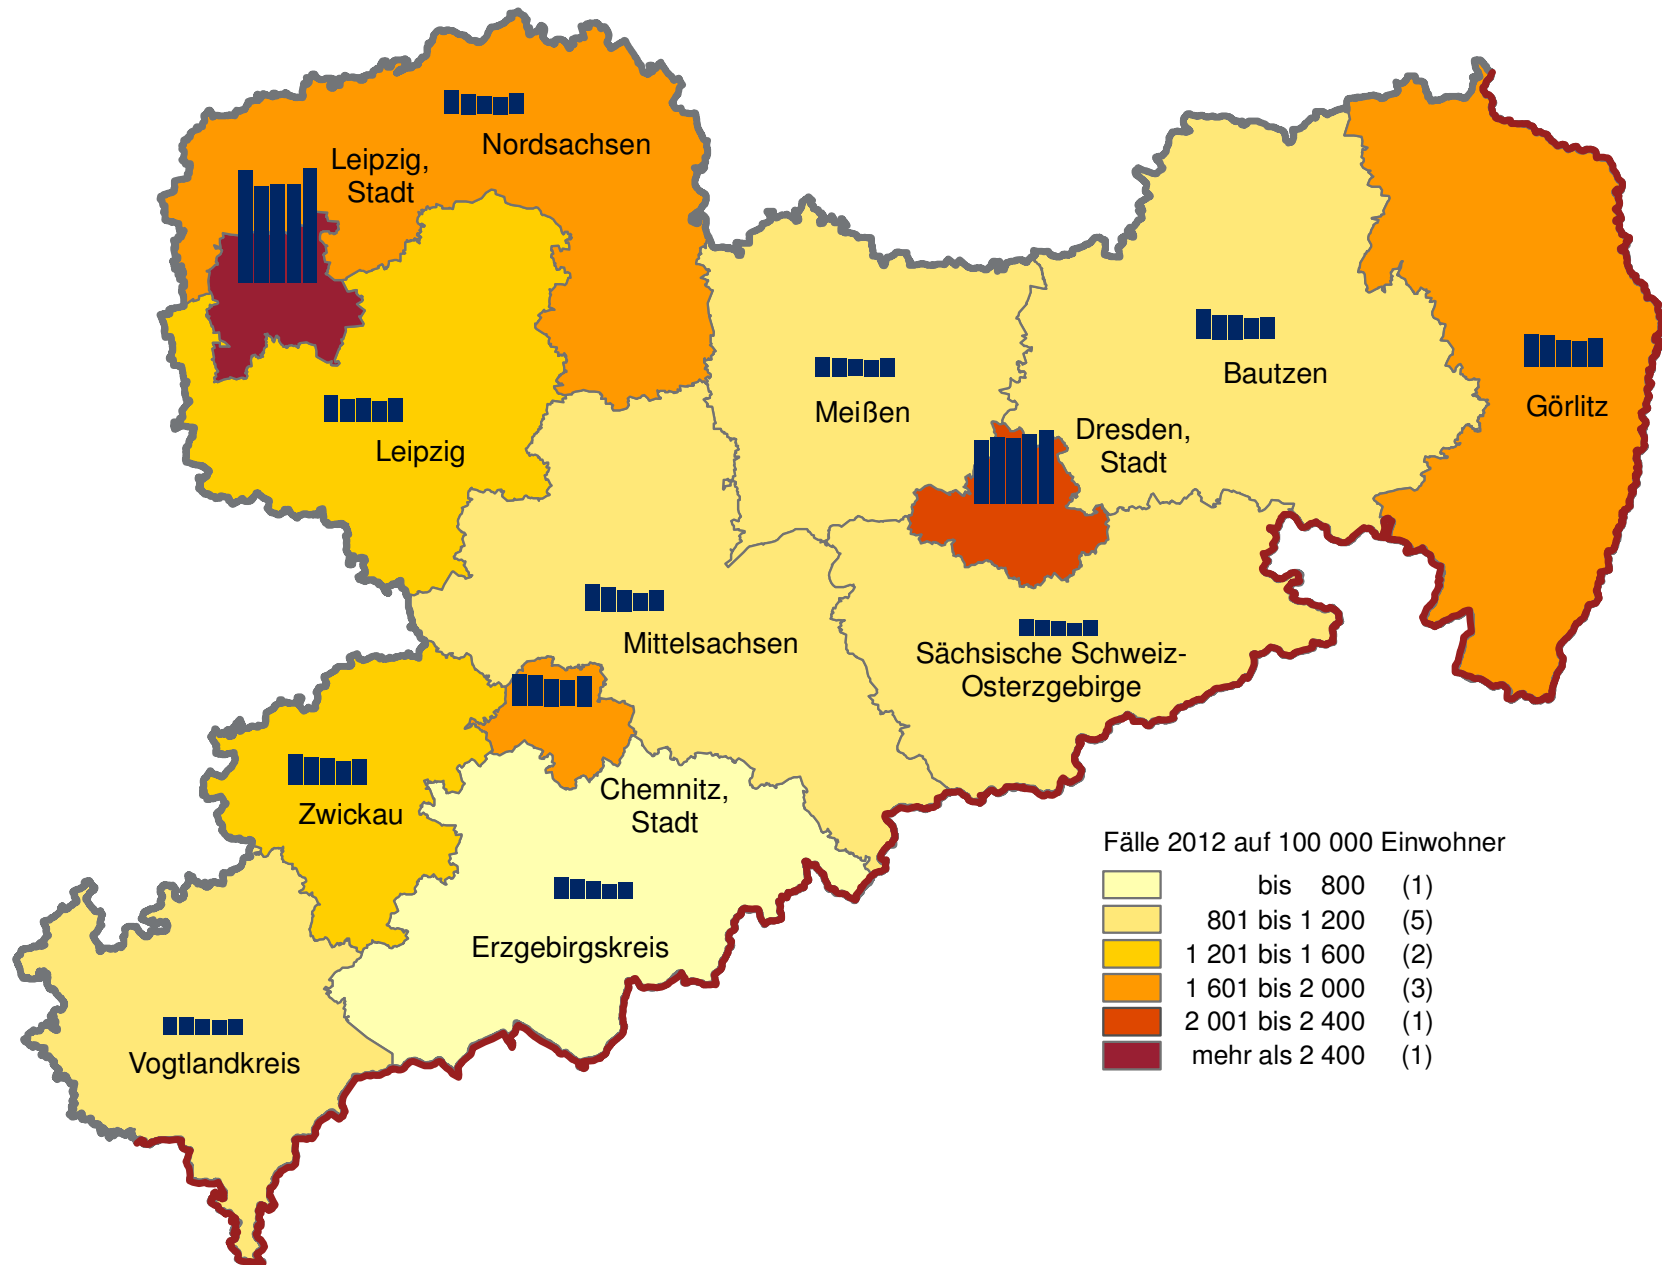 Nordsachsen
Leipzig,
Stadt
Leipzig
Meißen
Bautzen
Görlitz
Dresden,
Stadt
Mittelsachsen
Sächsische Schweiz-
Osterzgebirge
Zwickau
Chemnitz,
Stadt
Erzgebirgskreis
Vogtlandkreis
Fälle 2012 auf 100 000 Einwohner
bis 800 (1)
801 bis 1 200 (5)
1 201 bis 1 600 (2)
1 601 bis 2 000 (3)
2 001 bis 2 400 (1)
mehr als 2 400 (1)